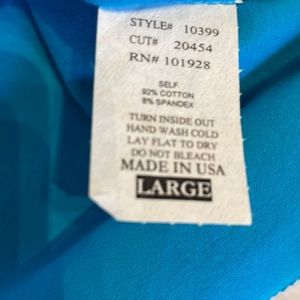 STYLE# 10399
CUT# 20454
RN# 101928
SELF
92% COTTON
8% SPANDEX
TURN INSIDE OUT
HAND WASH COLD
LAY FLAT TO DRY
DO NOT BLEACH
MADE IN USA
LARGE